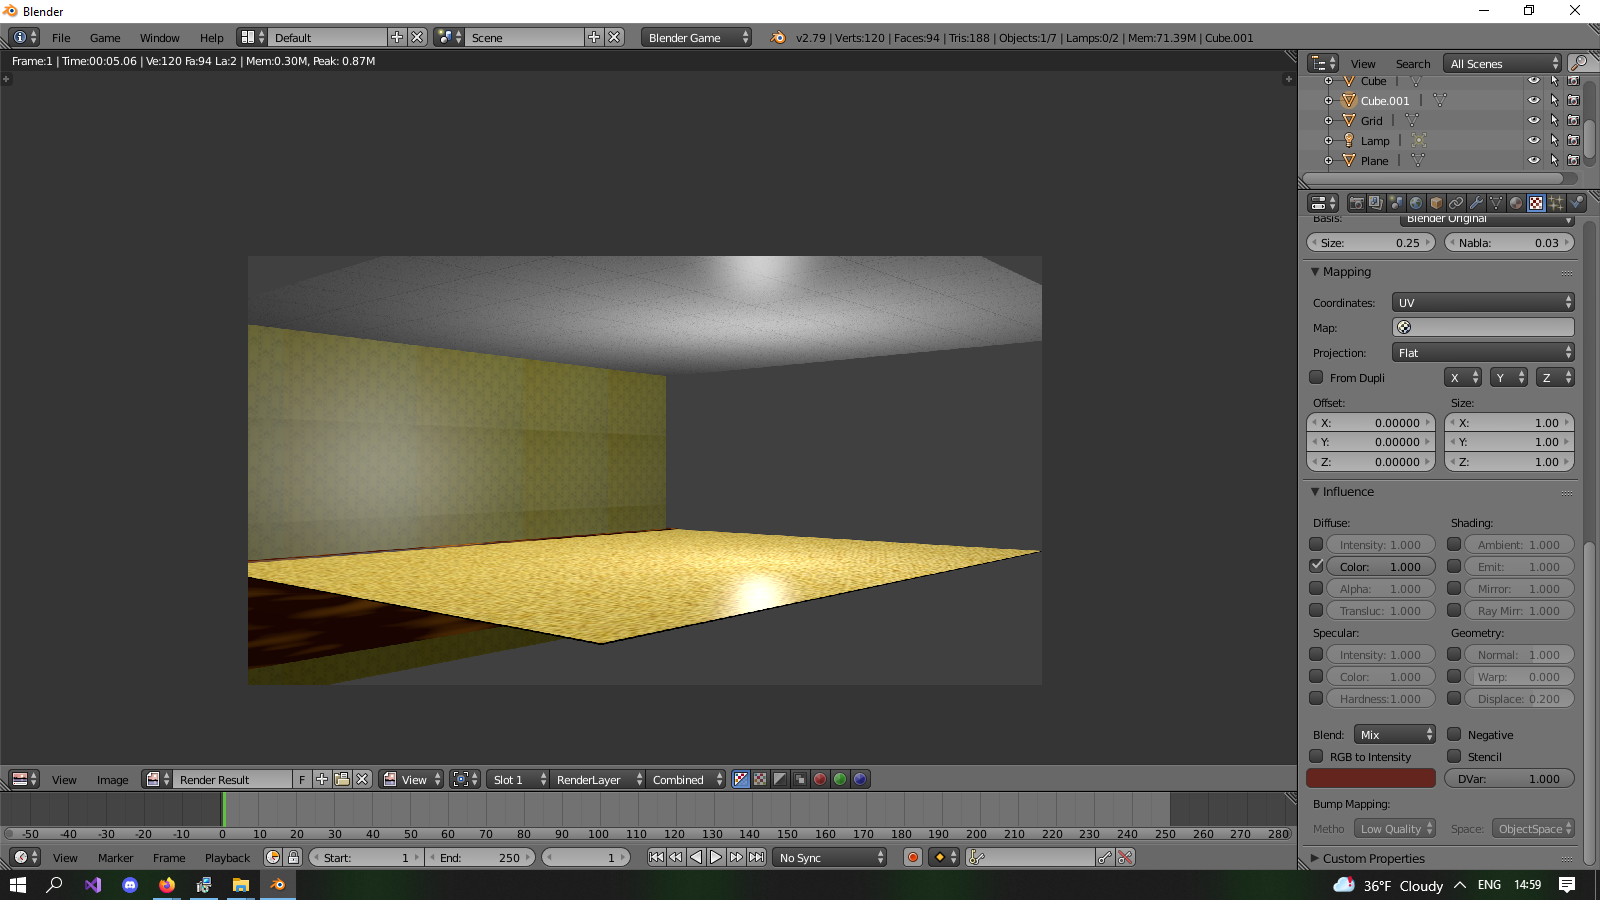 Blender
File Game Window Help Default Scene Blender Game v2.79 | Verts:120 | Faces:94 | Tris:188 | Objects:1/7 | Lamps:0/2 | Mem:71.39M | Cube.001
Frame:1 | Time:00:05.06 | Ve:120 Fa:94 La:2 | Mem:0.30M, Peak: 0.87M
View Search All Scenes
Cube
Cube.001
Grid
Lamp
Plane
Basis: Blender Original
Size: 0.25 Nabla: 0.03
Mapping
Coordinates: UV
Map:
Projection: Flat
From Dupli X Y Z
Offset: Size:
X: 0.00000 X: 1.00
Y: 0.00000 Y: 1.00
Z: 0.00000 Z: 1.00
Influence
Diffuse: Shading:
Intensity: 1.000 Ambient: 1.000
Color: 1.000 Emit: 1.000
Alpha: 1.000 Mirror: 1.000
Transluc: 1.000 Ray Mirr: 1.000
Specular: Geometry:
Intensity: 1.000 Normal: 1.000
Color: 1.000 Warp: 0.000
Hardness:1.000 Displace: 0.200
Blend: Mix Negative
RGB to Intensity Stencil
DVar: 1.000
Bump Mapping:
Metho Low Quality Space: ObjectSpace
Custom Properties
View Image Render Result F View Slot 1 RenderLayer Combined
-50 -40 -30 -20 -10 0 10 20 30 40 50 60 70 80 90 100 110 120 130 140 150 160 170 180 190 200 210 220 230 240 250 260 270 280
View Marker Frame Playback Start: 1 End: 250 1 No Sync
36°F Cloudy ENG 14:59